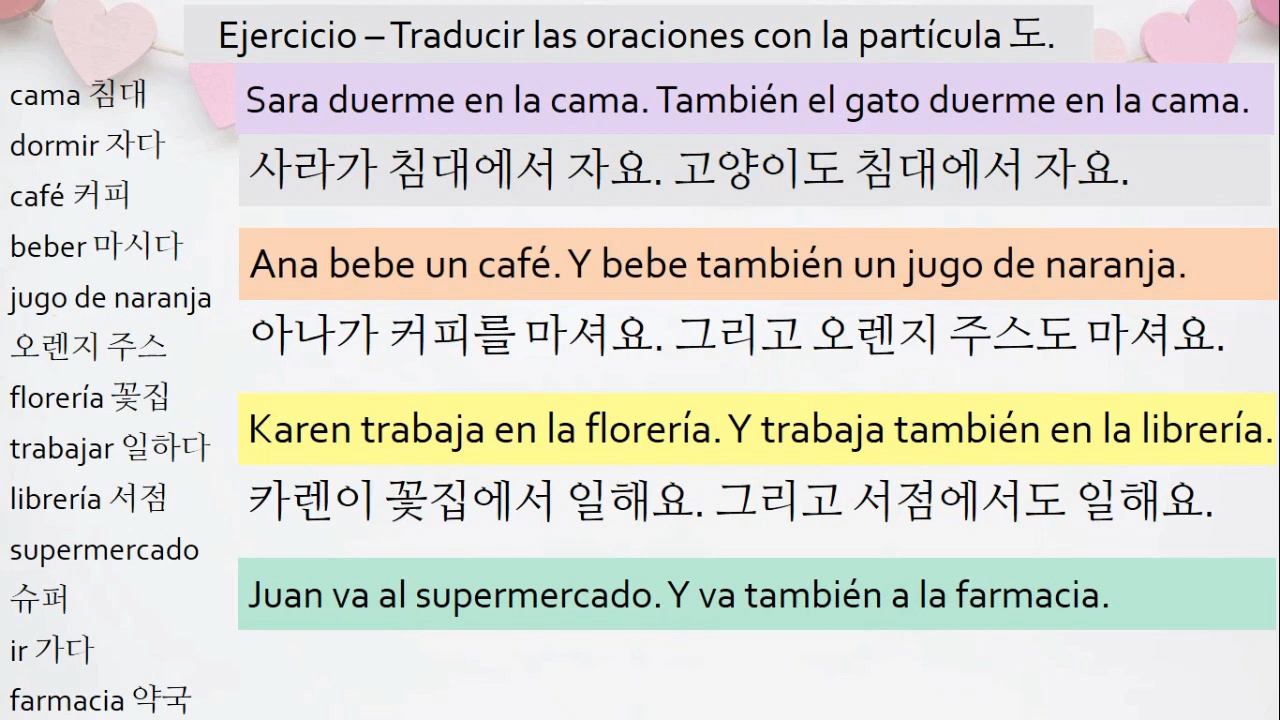 Ejercicio – Traducir las oraciones con la partícula 도.
cama 침대
dormir 자다
café 커피
beber 마시다
jugo de naranja
오렌지 주스
florería 꽃집
trabajar 일하다
librería 서점
supermercado
슈퍼
ir 가다
farmacia 약국
Sara duerme en la cama. También el gato duerme en la cama.
사라가 침대에서 자요. 고양이도 침대에서 자요.
Ana bebe un café. Y bebe también un jugo de naranja.
아나가 커피를 마셔요. 그리고 오렌지 주스도 마셔요.
Karen trabaja en la florería. Y trabaja también en la librería.
카렌이 꽃집에서 일해요. 그리고 서점에서도 일해요.
Juan va al supermercado. Y va también a la farmacia.